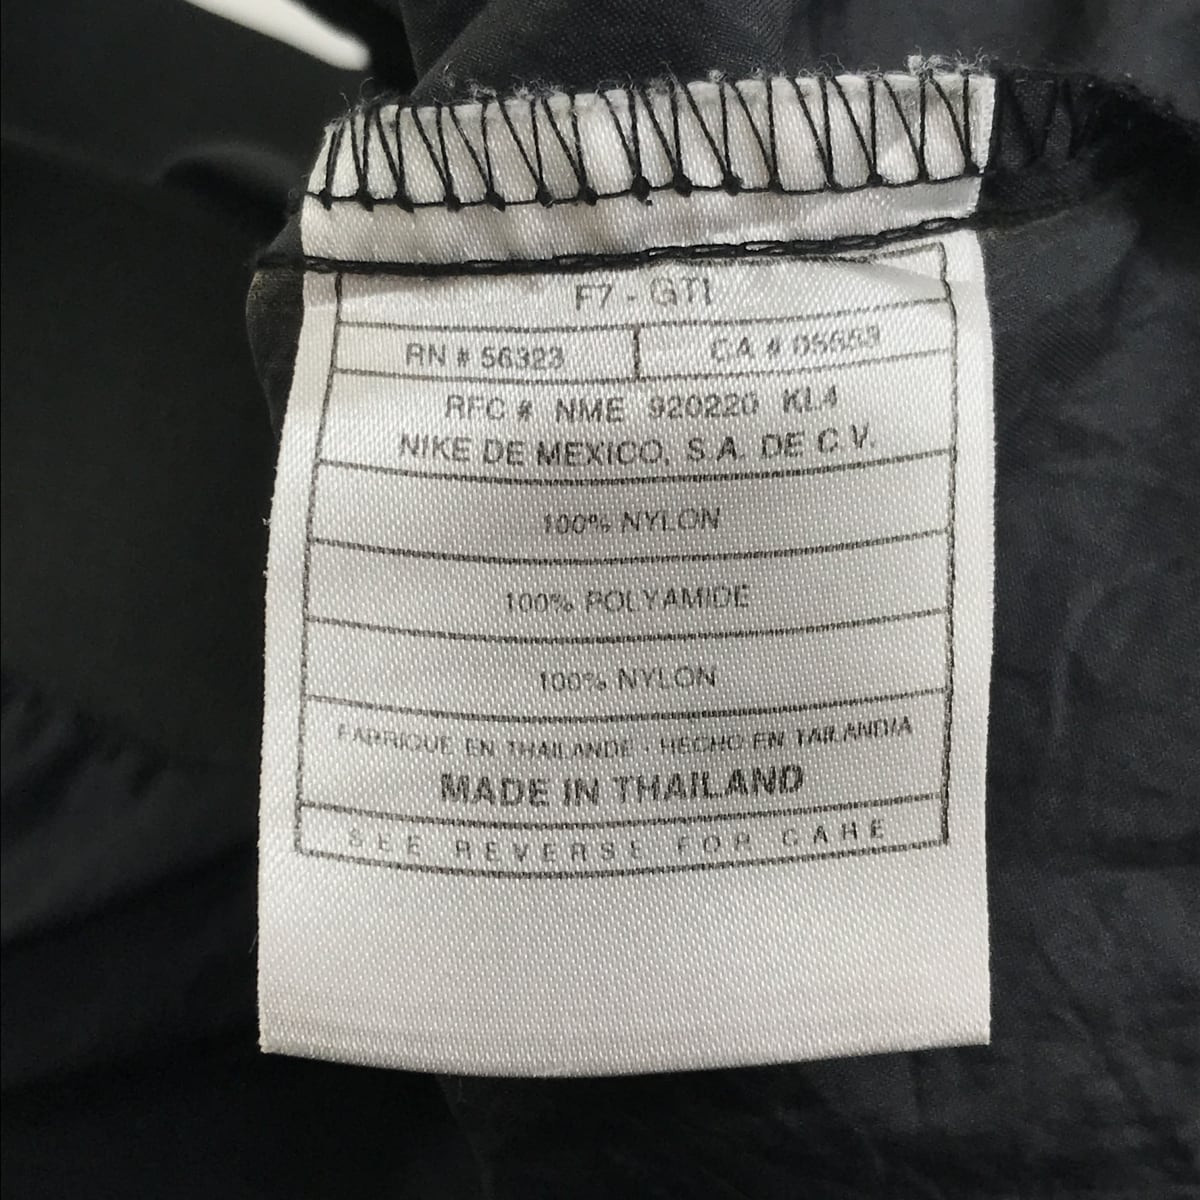 F7 - GTI
RN # 56323
CA # 05553
RFC # NME 920220 KL4
NIKE DE MEXICO, S.A. DE C.V.
100% NYLON
100% POLYAMIDE
100% NYLON
FABRIQUE EN THAILANDE · HECHO EN TAILANDIA
MADE IN THAILAND
SEE REVERSE FOR CARE